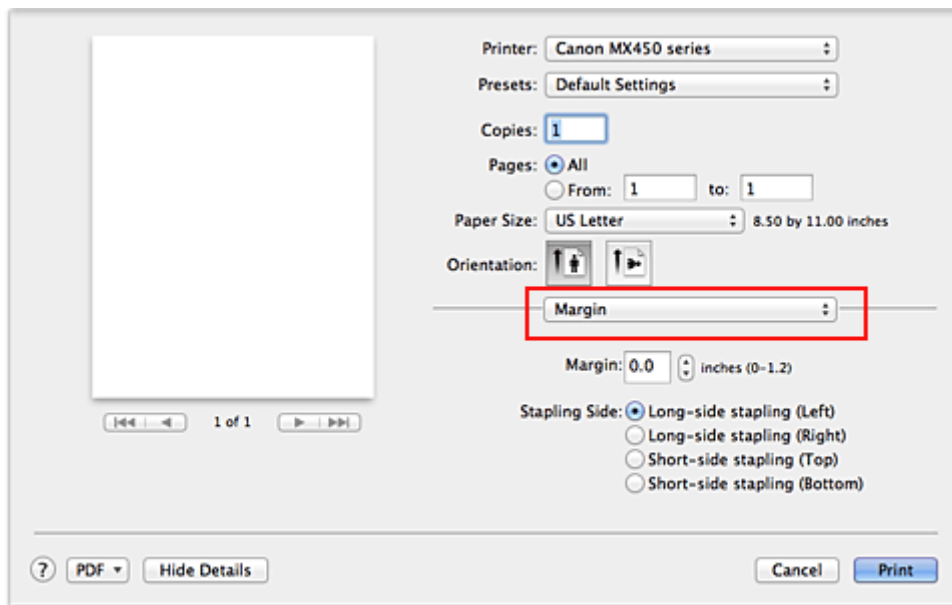 Printer: Canon MX450 series
Presets: Default Settings
Copies: 1
Pages: All
From: 1 to: 1
Paper Size: US Letter 8.50 by 11.00 inches
Orientation:
Margin
Margin: 0.0 inches (0-1.2)
Stapling Side: Long-side stapling (Left)
Long-side stapling (Right)
Short-side stapling (Top)
Short-side stapling (Bottom)
1 of 1
? PDF Hide Details Cancel Print